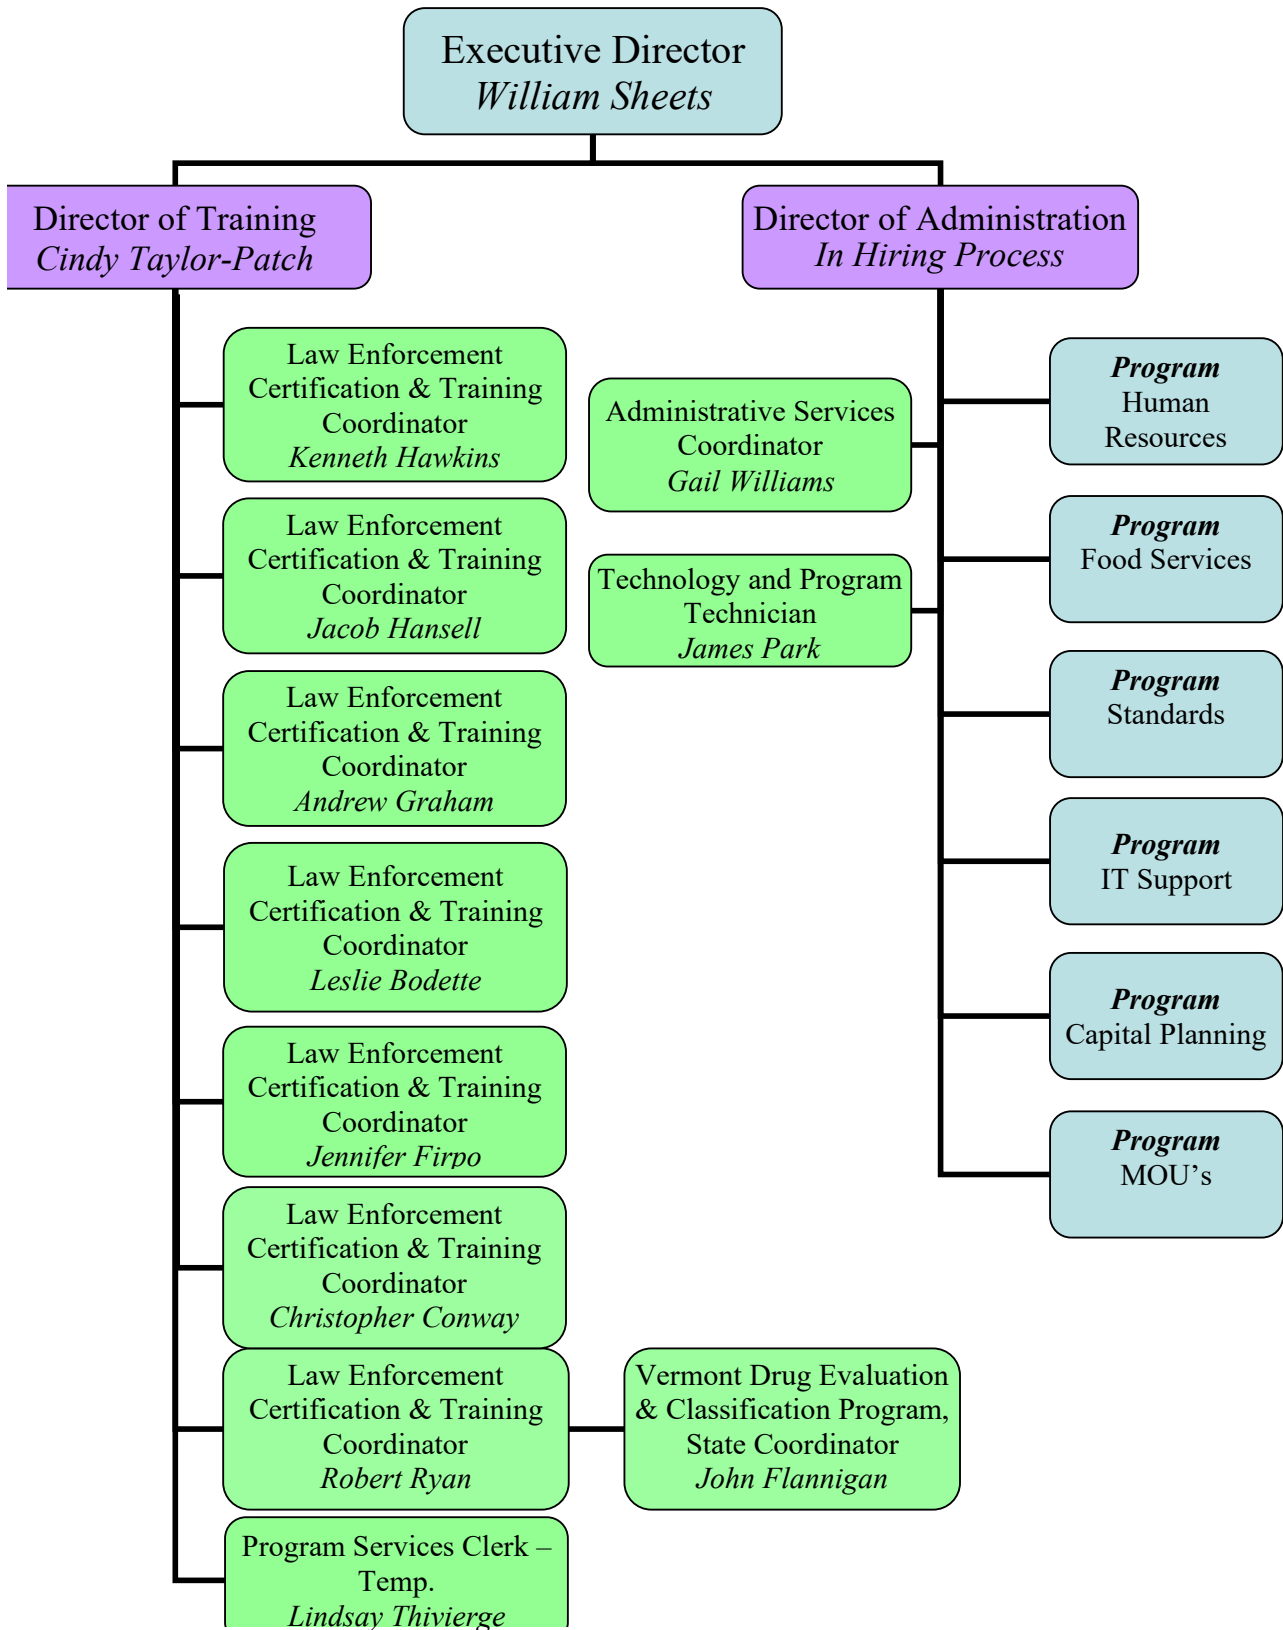 Executive Director
William Sheets
Director of Training
Cindy Taylor-Patch
Director of Administration
In Hiring Process
Law Enforcement
Certification & Training
Coordinator
Kenneth Hawkins
Law Enforcement
Certification & Training
Coordinator
Jacob Hansell
Law Enforcement
Certification & Training
Coordinator
Andrew Graham
Law Enforcement
Certification & Training
Coordinator
Leslie Bodette
Law Enforcement
Certification & Training
Coordinator
Jennifer Firpo
Law Enforcement
Certification & Training
Coordinator
Christopher Conway
Law Enforcement
Certification & Training
Coordinator
Robert Ryan
Vermont Drug Evaluation
& Classification Program,
State Coordinator
John Flannigan
Program Services Clerk –
Temp.
Lindsay Thivierge
Administrative Services
Coordinator
Gail Williams
Technology and Program
Technician
James Park
Program
Human
Resources
Program
Food Services
Program
Standards
Program
IT Support
Program
Capital Planning
Program
MOU’s